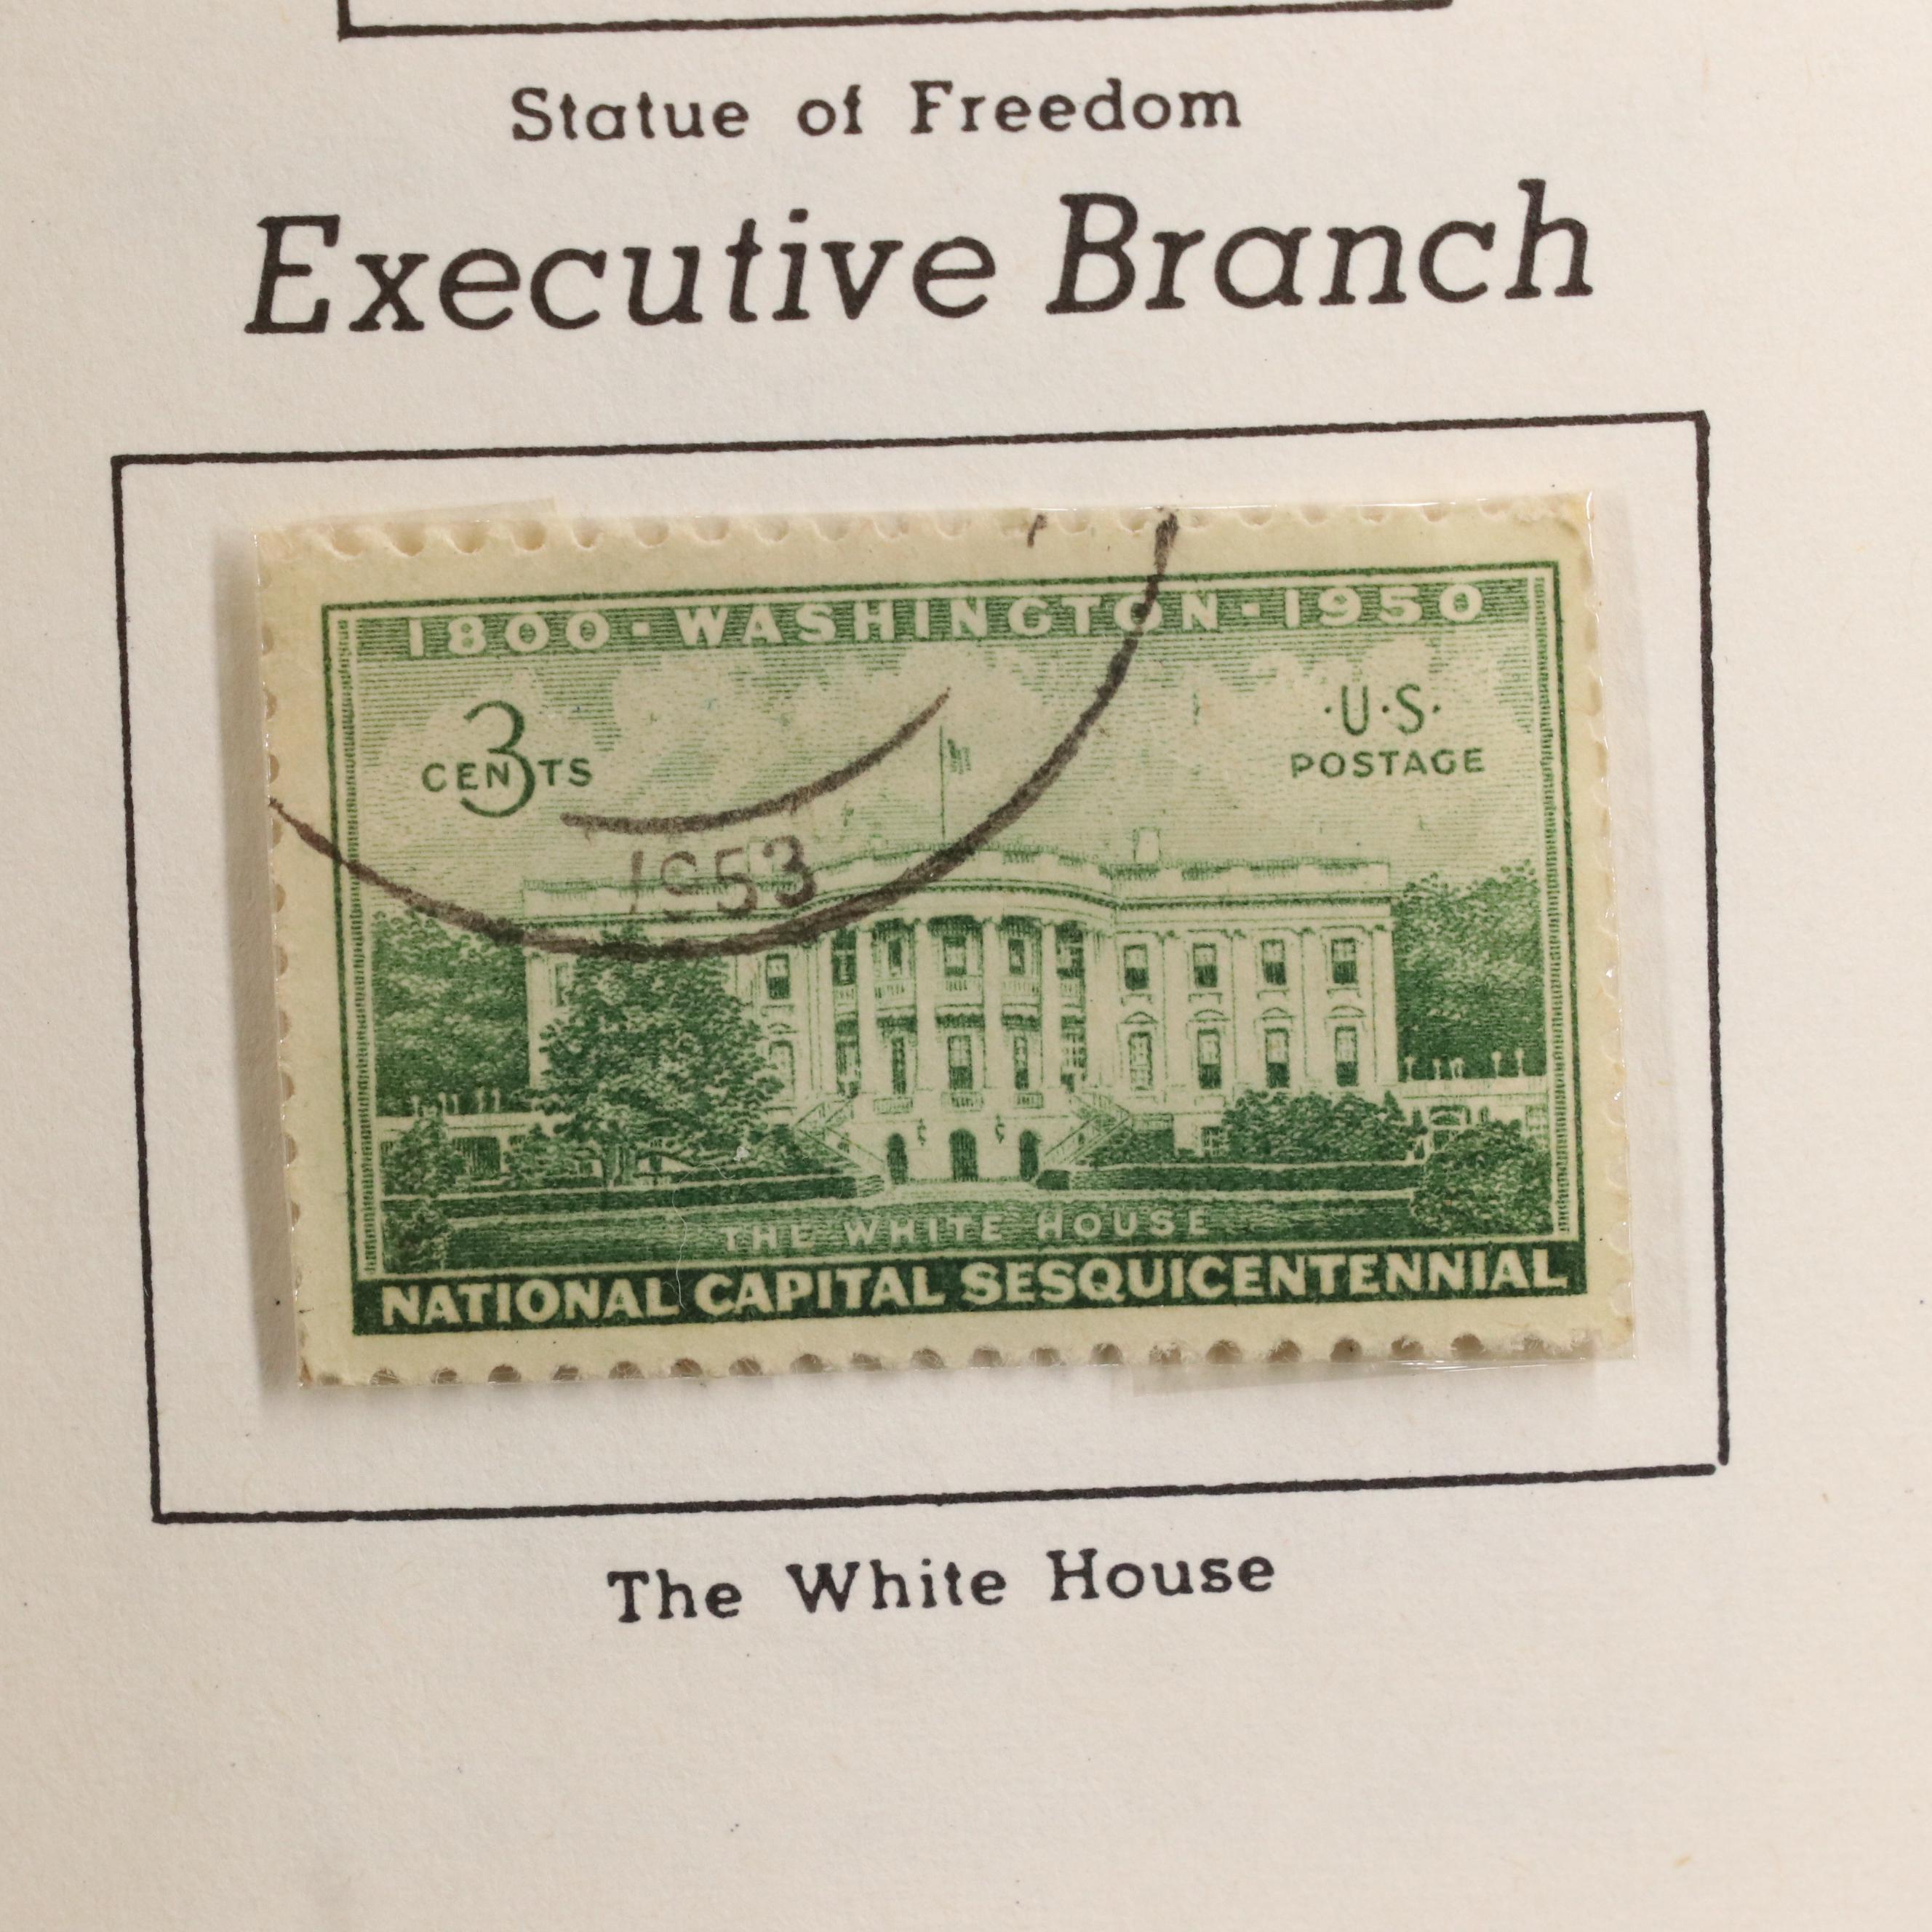 Statue of Freedom
Executive Branch
1800 · WASHINGTON · 1950
3
CENTS
·U·S·
POSTAGE
1953
THE WHITE HOUSE
NATIONAL CAPITAL SESQUICENTENNIAL
The White House